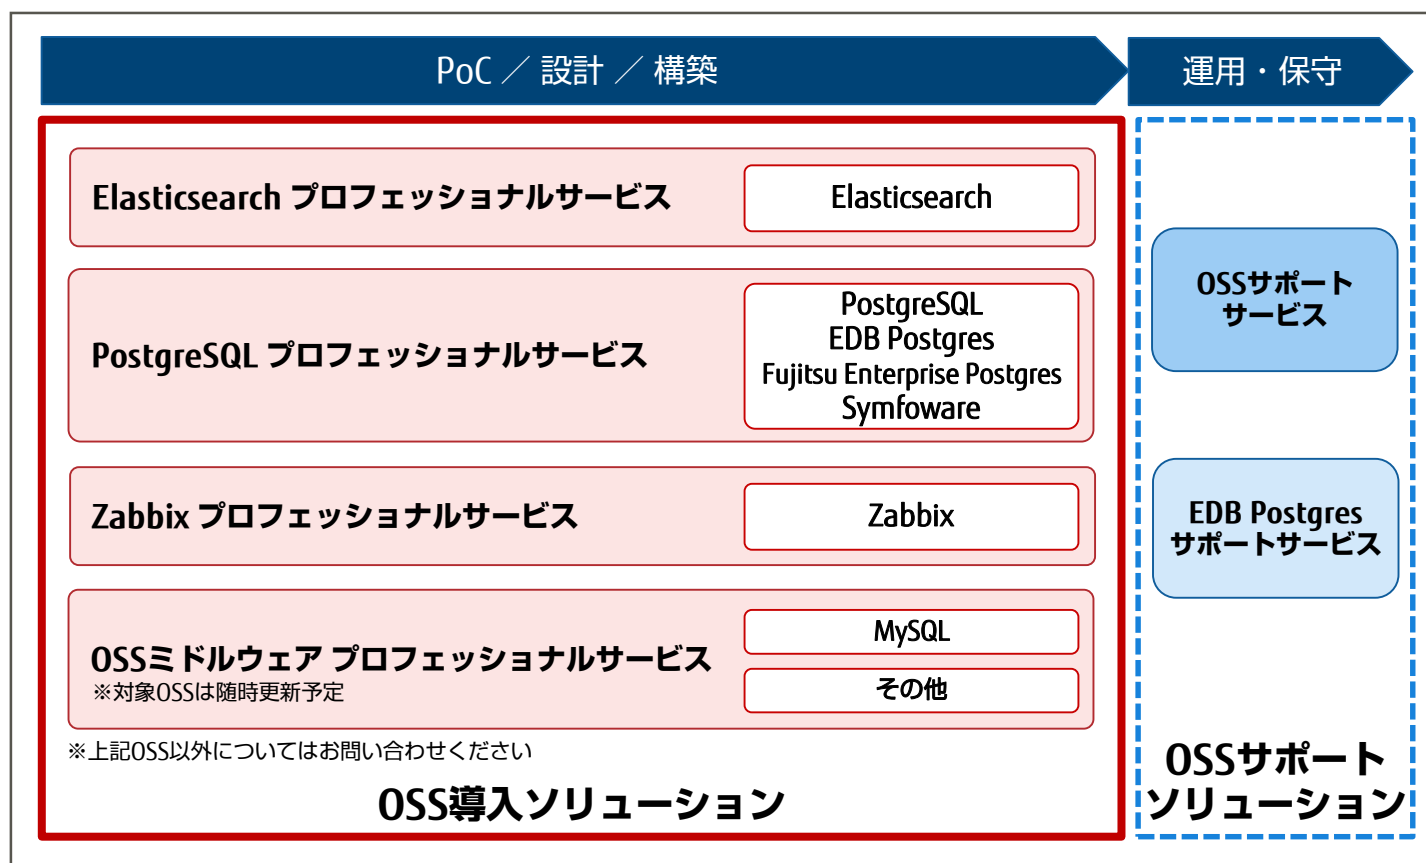 PoC ／ 設計 ／ 構築
運用・保守
Elasticsearch プロフェッショナルサービス
Elasticsearch
PostgreSQL プロフェッショナルサービス
PostgreSQL
EDB Postgres
Fujitsu Enterprise Postgres
Symfoware
Zabbix プロフェッショナルサービス
Zabbix
OSSミドルウェア プロフェッショナルサービス
※対象OSSは随時更新予定
MySQL
その他
※上記OSS以外についてはお問い合わせください
OSS導入ソリューション
OSSサポート
サービス
EDB Postgres
サポートサービス
OSSサポート
ソリューション